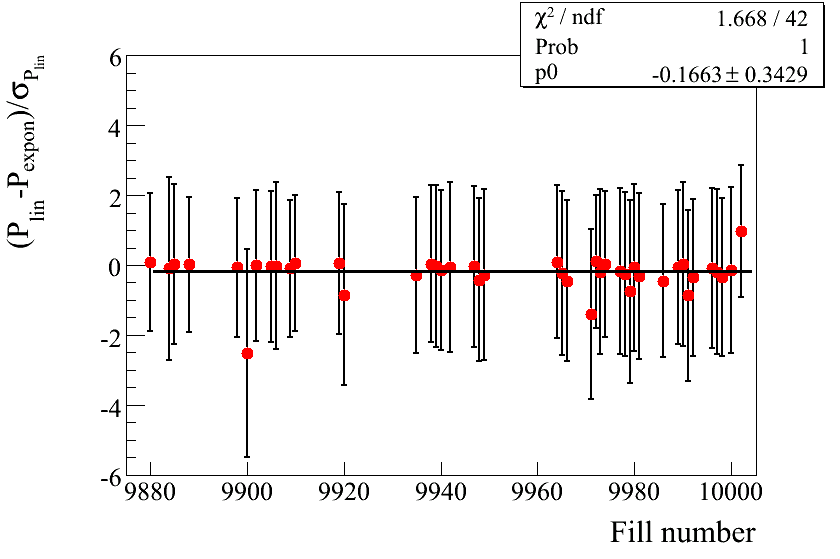 χ² / ndf 1.668 / 42
Prob 1
p0 -0.1663 ± 0.3429
(P_lin -P_expon)/σ_P_lin
6
4
2
0
-2
-4
-6
9880 9900 9920 9940 9960 9980 10000
Fill number